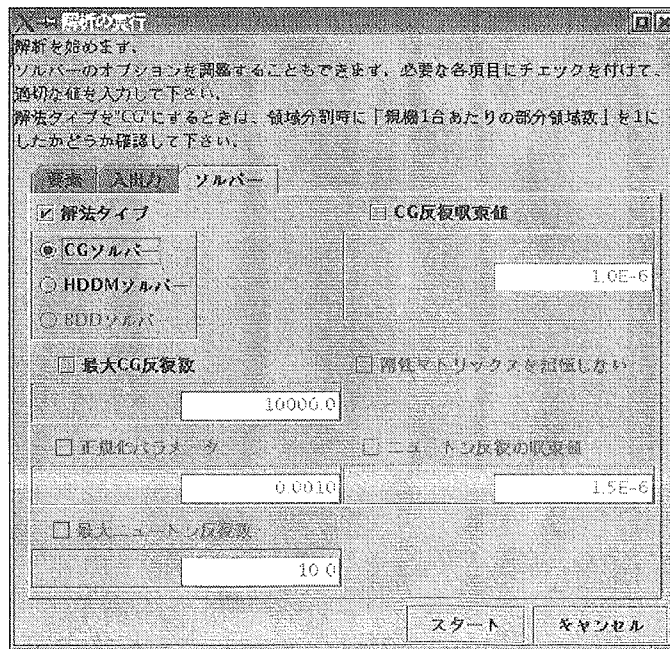 解析の実行
解析を始めます。
ソルバーのオプションを調整することもできます。必要な各項目にチェックを付けて、
適切な値を入力して下さい。
解法タイプを"CG"にするときは、領域分割時に「親機1台あたりの部分領域数」を1に
したかどうか確認して下さい。
要素 入出力 ソルバー
解法タイプ CG反復収束値
CGソルバー
1.0E-6
HDDMソルバー
BDDソルバー
最大CG反復数 剛性マトリックスを記憶しない
10000.0
正規化パラメータ ニュートン反復の収束値
0.0010 1.5E-6
最大ニュートン反復数
10.0
スタート キャンセル